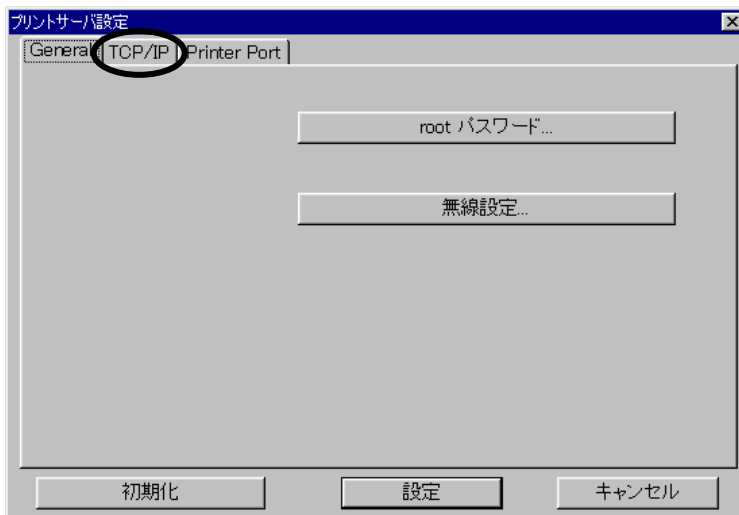 プリントサーバ設定
General TCP/IP Printer Port
root パスワード...
無線設定...
初期化 設定 キャンセル